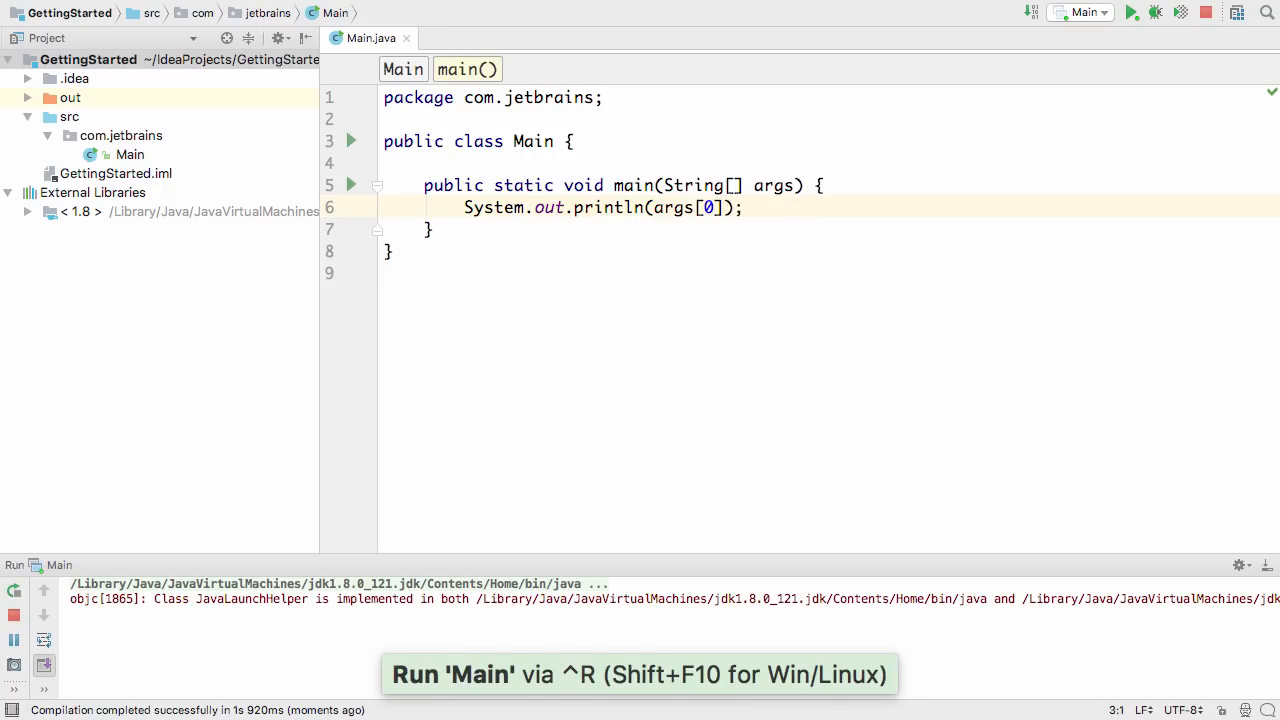 GettingStarted src com jetbrains Main
Main
Project
Main.java
GettingStarted ~/IdeaProjects/GettingStarte
.idea
out
src
com.jetbrains
Main
GettingStarted.iml
External Libraries
< 1.8 > /Library/Java/JavaVirtualMachines
Main main()
1 package com.jetbrains;
2
3 public class Main {
4
5 public static void main(String[] args) {
6 System.out.println(args[0]);
7 }
8 }
9
Run Main
/Library/Java/JavaVirtualMachines/jdk1.8.0_121.jdk/Contents/Home/bin/java ...
objc[1865]: Class JavaLaunchHelper is implemented in both /Library/Java/JavaVirtualMachines/jdk1.8.0_121.jdk/Contents/Home/bin/java and /Library/Java/JavaVirtualMachines/jdk
Run 'Main' via ^R (Shift+F10 for Win/Linux)
Compilation completed successfully in 1s 920ms (moments ago)
3:1 LF UTF-8